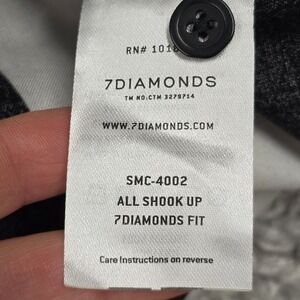 RN#
7DIAMONDS
TM NO:CTM 3279714
WWW.7DIAMONDS.COM
SMC-4002
ALL SHOOK UP
7DIAMONDS FIT
Care Instructions on reverse